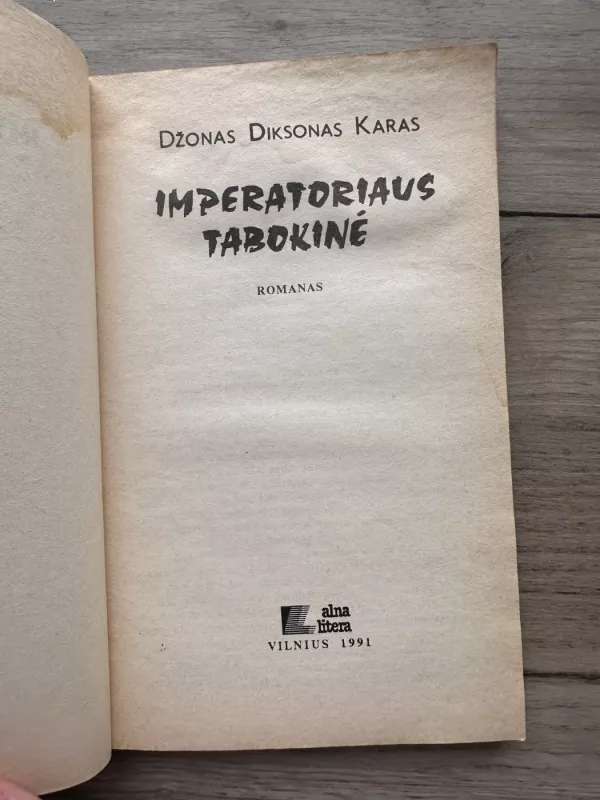 DŽONAS DIKSONAS KARAS
IMPERATORIAUS
TABOKINĖ
ROMANAS
alna
litera
VILNIUS 1991